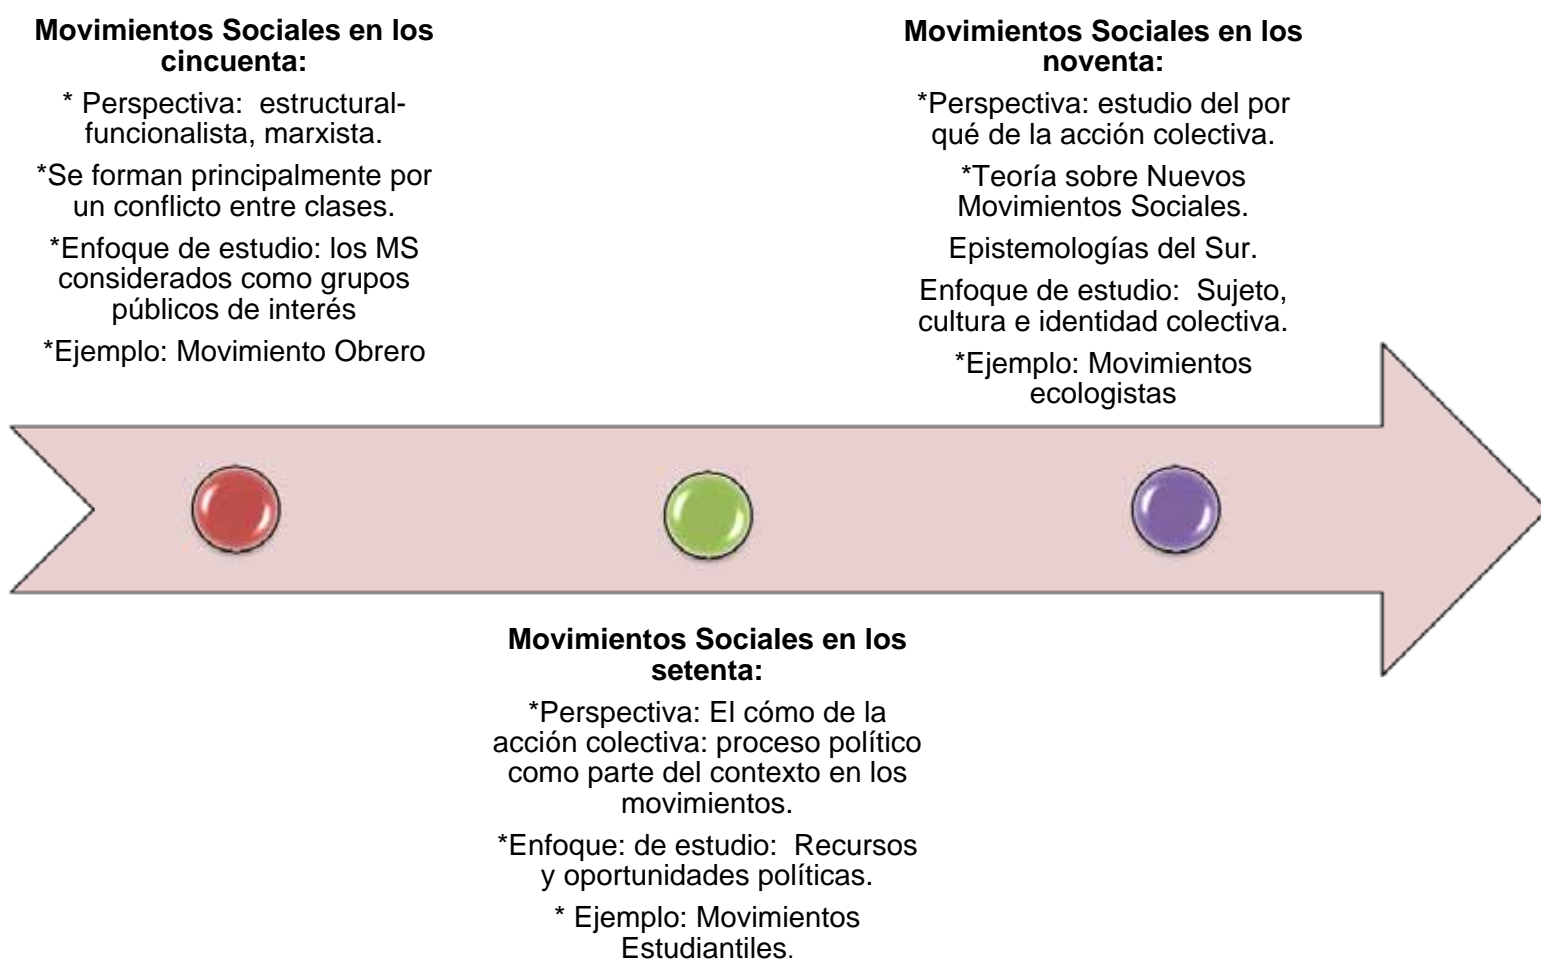 Movimientos Sociales en los
cincuenta:
* Perspectiva: estructural-
funcionalista, marxista.
*Se forman principalmente por
un conflicto entre clases.
*Enfoque de estudio: los MS
considerados como grupos
públicos de interés
*Ejemplo: Movimiento Obrero
Movimientos Sociales en los
setenta:
*Perspectiva: El cómo de la
acción colectiva: proceso político
como parte del contexto en los
movimientos.
*Enfoque: de estudio: Recursos
y oportunidades políticas.
* Ejemplo: Movimientos
Estudiantiles.
Movimientos Sociales en los
noventa:
*Perspectiva: estudio del por
qué de la acción colectiva.
*Teoría sobre Nuevos
Movimientos Sociales.
Epistemologías del Sur.
Enfoque de estudio: Sujeto,
cultura e identidad colectiva.
*Ejemplo: Movimientos
ecologistas